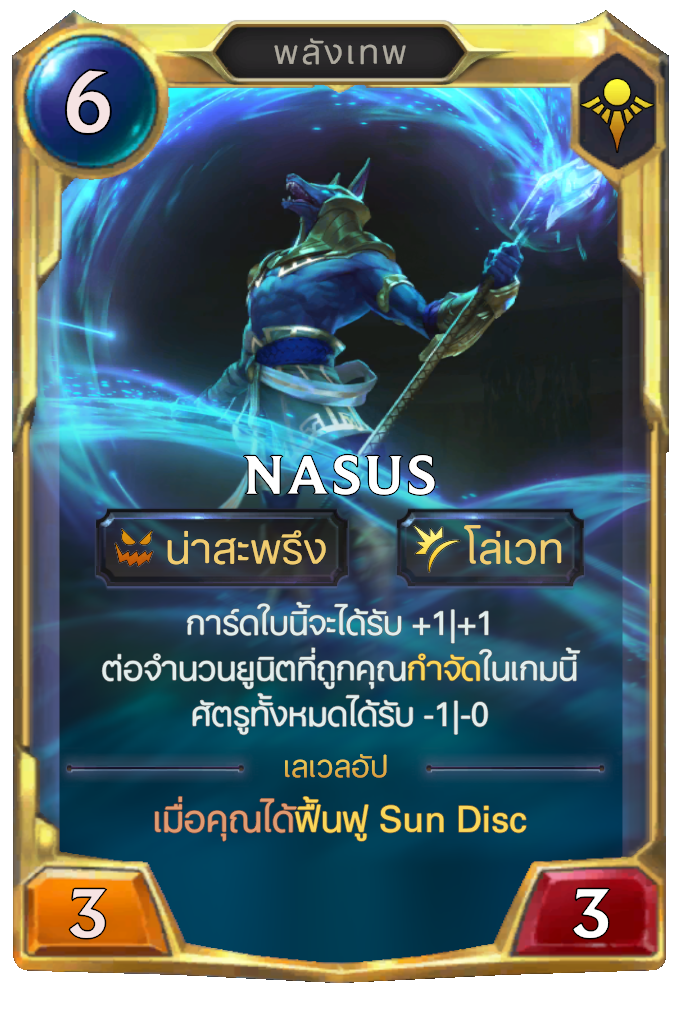 พลังเทพ
6
NASUS
น่าสะพรึง
โล่เวท
การ์ดใบนี้จะได้รับ +1|+1
ต่อจำนวนยูนิตที่ถูกคุณกำจัดในเกมนี้
ศัตรูทั้งหมดได้รับ -1|-0
เลเวลอัป
เมื่อคุณได้ฟื้นฟู Sun Disc
3
3